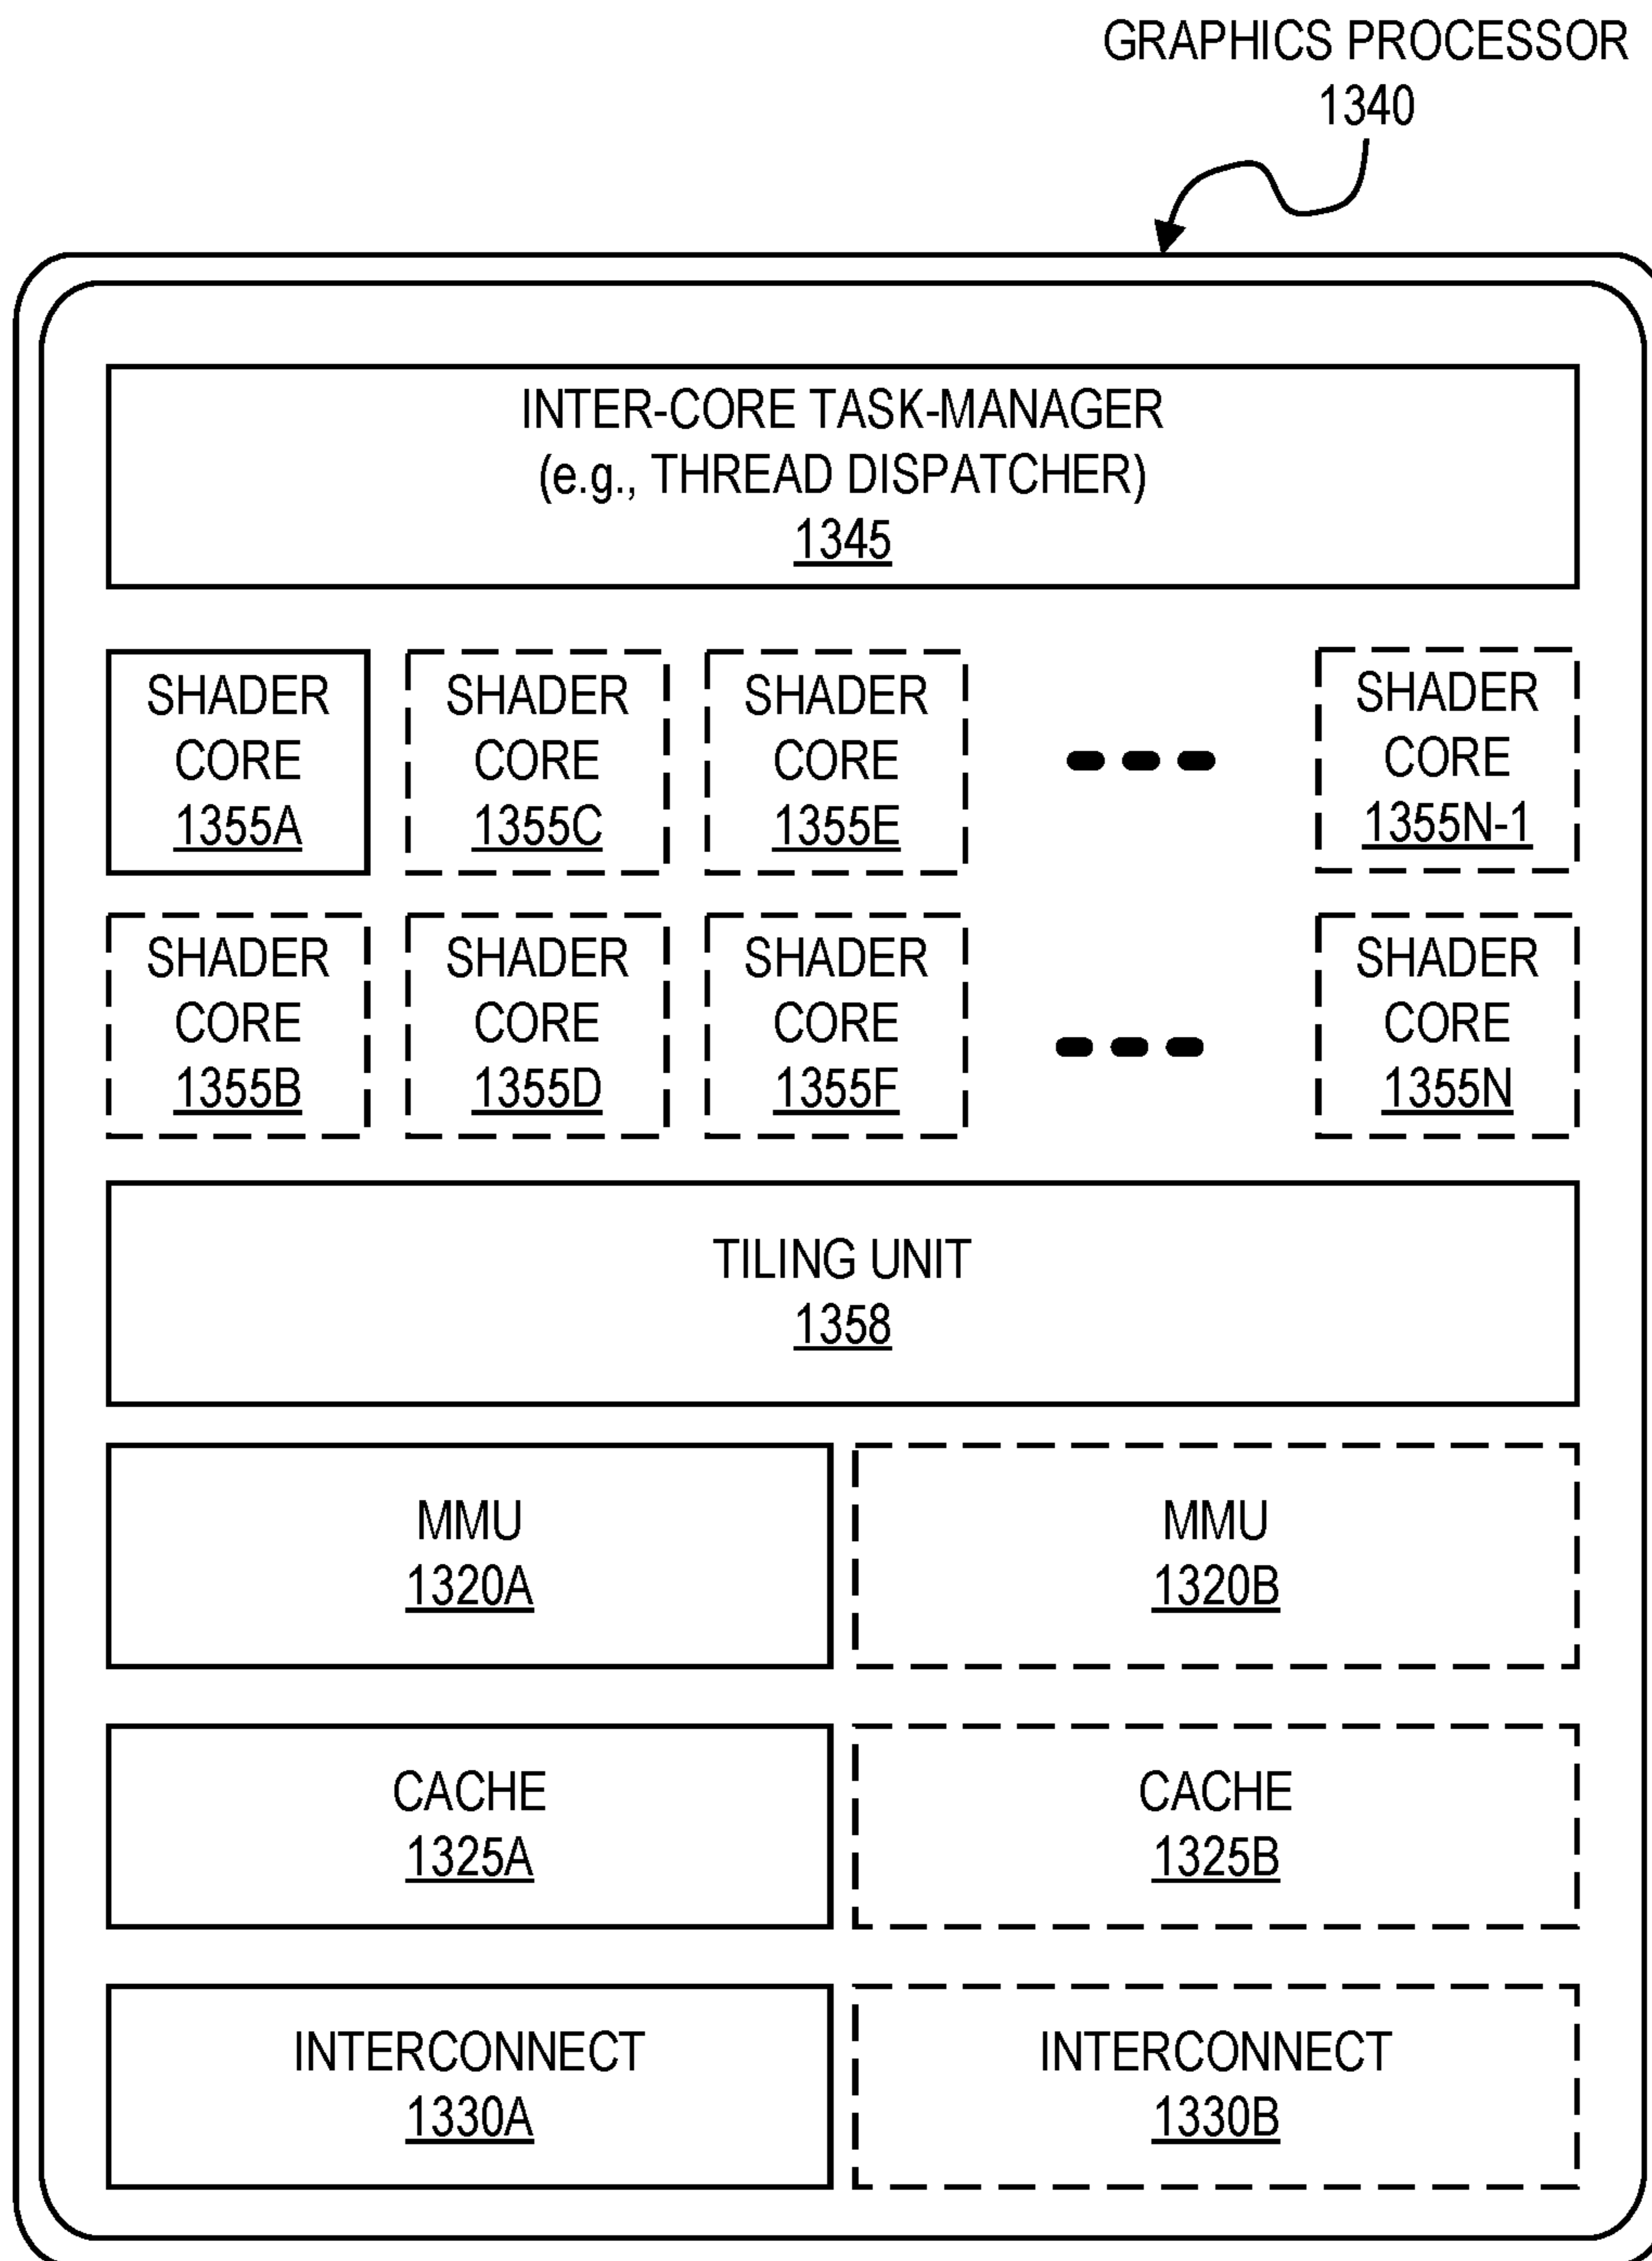 GRAPHICS PROCESSOR
1340
INTER-CORE TASK-MANAGER
(e.g., THREAD DISPATCHER)
1345
SHADER
CORE
1355A
SHADER
CORE
1355C
SHADER
CORE
1355E
SHADER
CORE
1355N-1
SHADER
CORE
1355B
SHADER
CORE
1355D
SHADER
CORE
1355F
SHADER
CORE
1355N
TILING UNIT
1358
MMU
1320A
MMU
1320B
CACHE
1325A
CACHE
1325B
INTERCONNECT
1330A
INTERCONNECT
1330B